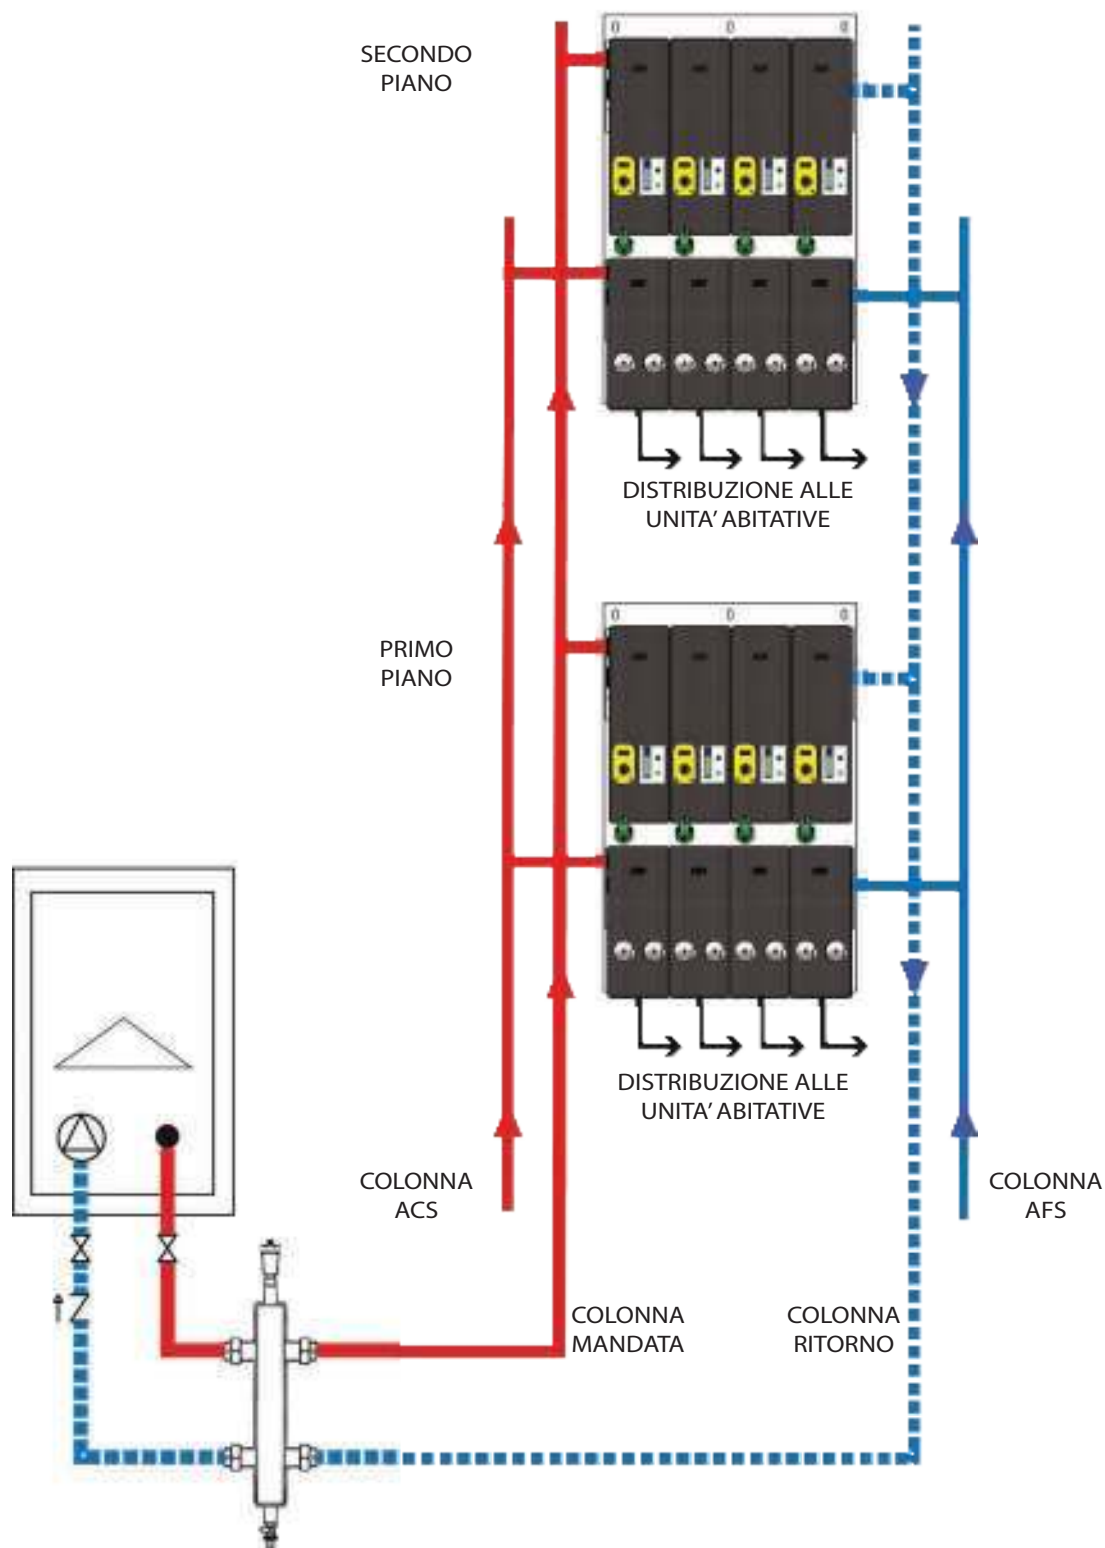 SECONDO
PIANO
DISTRIBUZIONE ALLE
UNITA' ABITATIVE
PRIMO
PIANO
DISTRIBUZIONE ALLE
UNITA' ABITATIVE
COLONNA
ACS
COLONNA
AFS
COLONNA
MANDATA
COLONNA
RITORNO